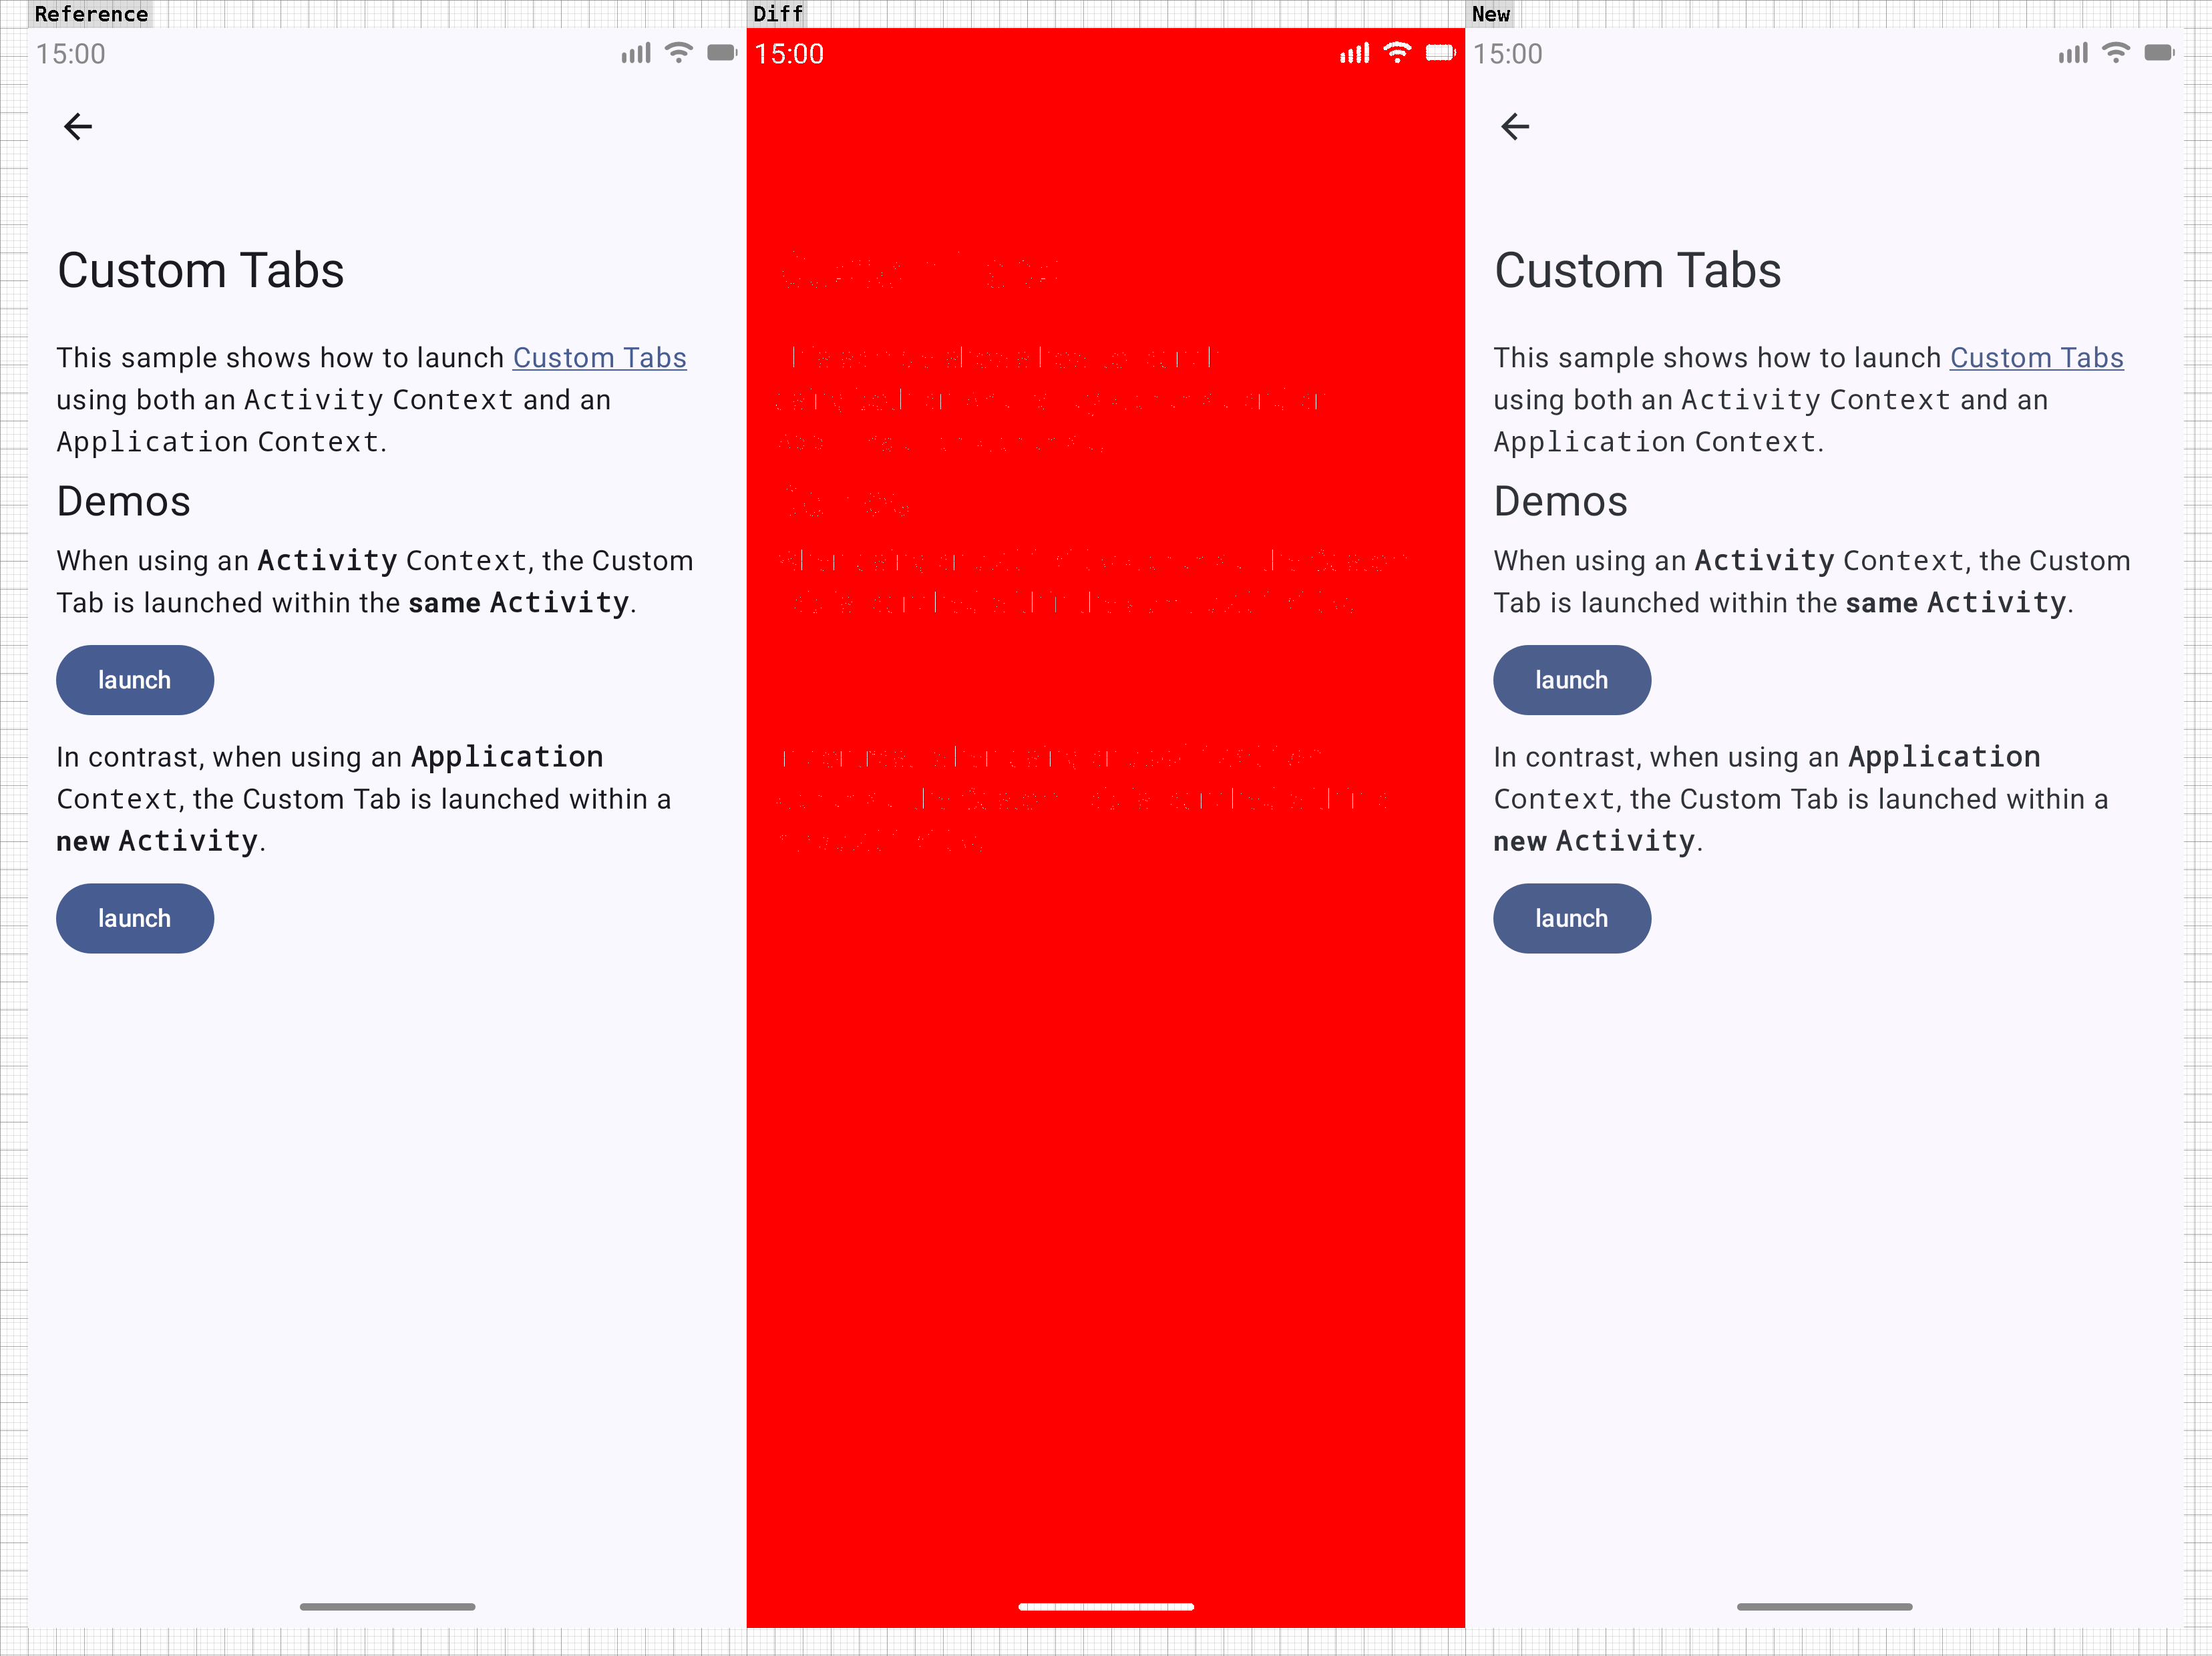 Reference
15:00
Custom Tabs
This sample shows how to launch Custom Tabs
using both an Activity Context and an
Application Context.
Demos
When using an Activity Context, the Custom
Tab is launched within the same Activity.
launch
In contrast, when using an Application
Context, the Custom Tab is launched within a
new Activity.
launch
Diff
15:00
New
15:00
Custom Tabs
This sample shows how to launch Custom Tabs
using both an Activity Context and an
Application Context.
Demos
When using an Activity Context, the Custom
Tab is launched within the same Activity.
launch
In contrast, when using an Application
Context, the Custom Tab is launched within a
new Activity.
launch